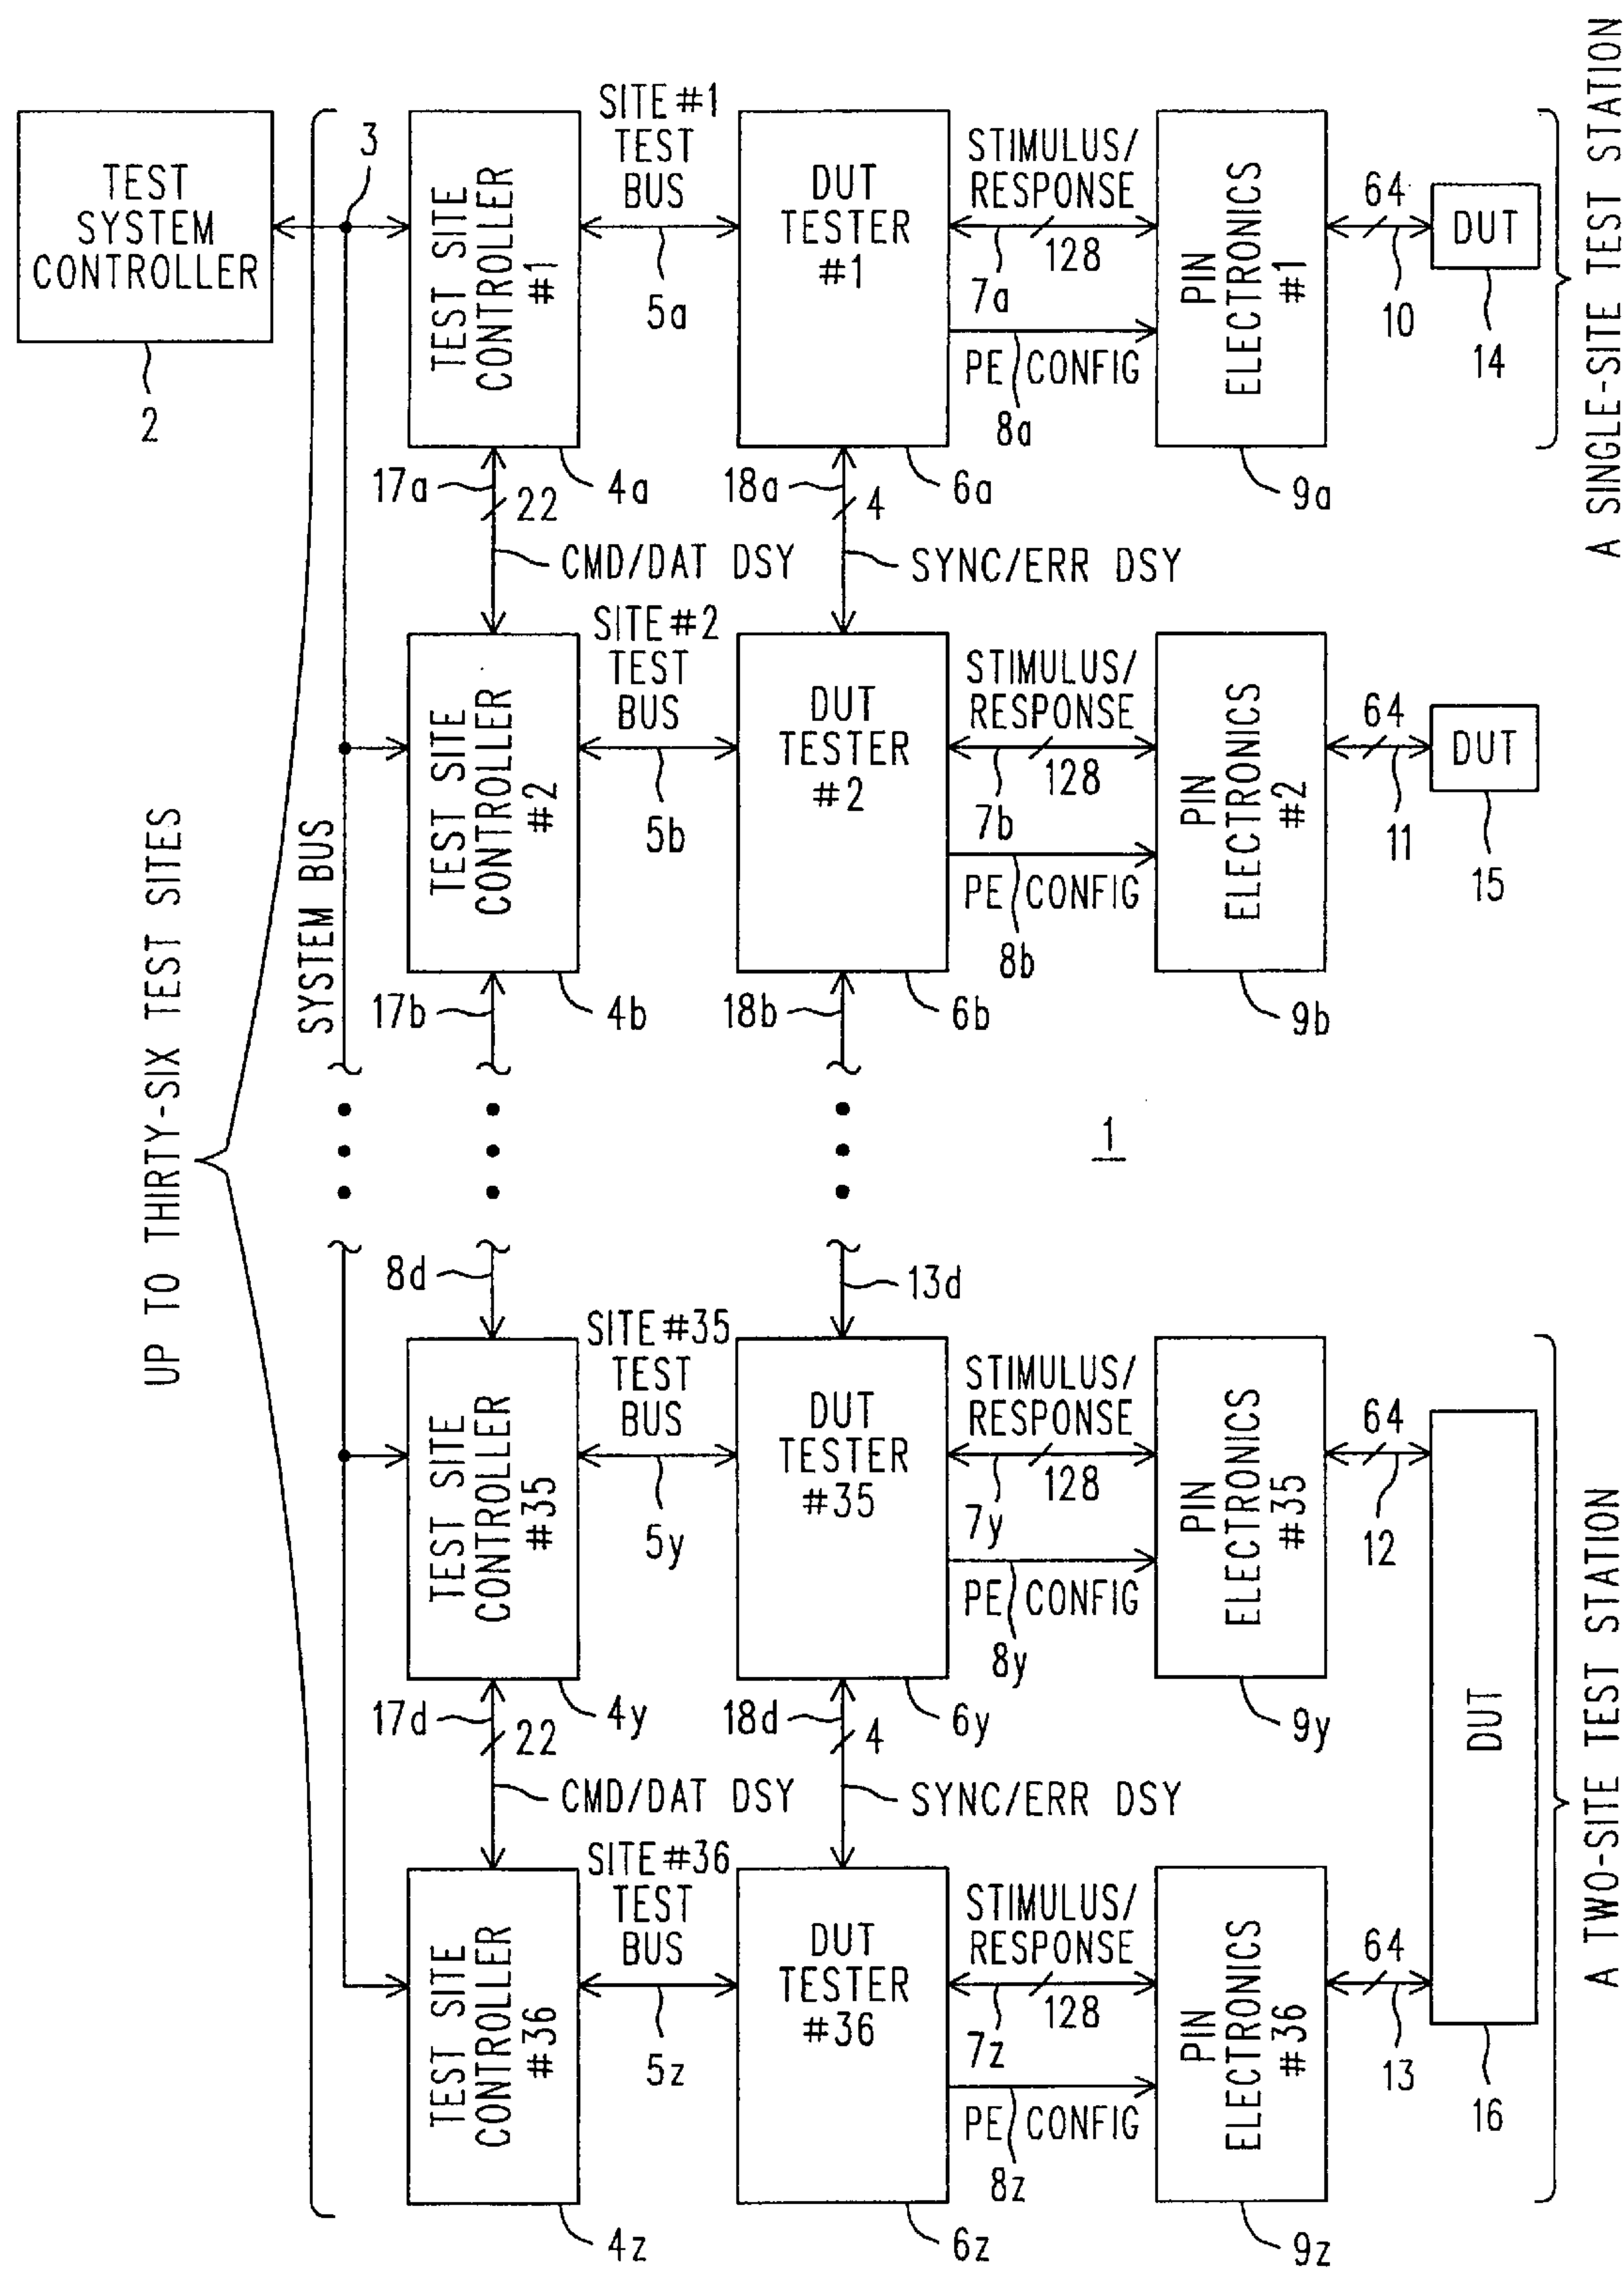 TEST
SYSTEM
CONTROLLER
2
3
UP TO THIRTY-SIX TEST SITES
SYSTEM BUS
TEST SITE
CONTROLLER
#1
4a
SITE #1
TEST
BUS
5a
DUT
TESTER
#1
6a
STIMULUS/
RESPONSE
128
7a
PE CONFIG
8a
PIN
ELECTRONICS
#1
9a
64
10
DUT
14
A SINGLE-SITE TEST STATION
17a
22
CMD/DAT DSY
18a
4
SYNC/ERR DSY
TEST SITE
CONTROLLER
#2
4b
SITE #2
TEST
BUS
5b
DUT
TESTER
#2
6b
STIMULUS/
RESPONSE
128
7b
PE CONFIG
8b
PIN
ELECTRONICS
#2
9b
64
11
DUT
15
17b
18b
1
8d
13d
TEST SITE
CONTROLLER
#35
4y
SITE #35
TEST
BUS
5y
DUT
TESTER
#35
6y
STIMULUS/
RESPONSE
128
7y
PE CONFIG
8y
PIN
ELECTRONICS
#35
9y
64
12
DUT
16
A TWO-SITE TEST STATION
17d
22
CMD/DAT DSY
18d
4
SYNC/ERR DSY
TEST SITE
CONTROLLER
#36
4z
SITE #36
TEST
BUS
5z
DUT
TESTER
#36
6z
STIMULUS/
RESPONSE
128
7z
PE CONFIG
8z
PIN
ELECTRONICS
#36
9z
64
13